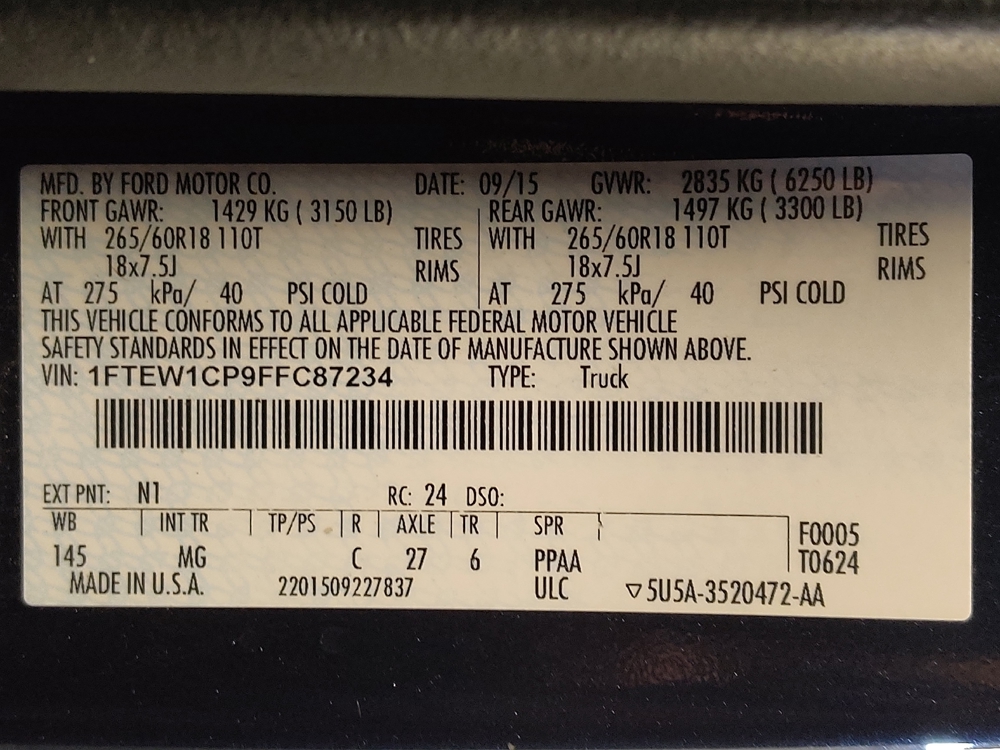 MFD. BY FORD MOTOR CO. DATE: 09/15 GVWR: 2835 KG ( 6250 LB)
FRONT GAWR: 1429 KG ( 3150 LB) REAR GAWR: 1497 KG ( 3300 LB)
WITH 265/60R18 110T TIRES WITH 265/60R18 110T TIRES
18x7.5J RIMS 18x7.5J RIMS
AT 275 kPa/ 40 PSI COLD AT 275 kPa/ 40 PSI COLD
THIS VEHICLE CONFORMS TO ALL APPLICABLE FEDERAL MOTOR VEHICLE
SAFETY STANDARDS IN EFFECT ON THE DATE OF MANUFACTURE SHOWN ABOVE.
VIN: 1FTEW1CP9FFC87234 TYPE: Truck
EXT PNT: N1 RC: 24 DSO:
WB INT TR TP/PS R AXLE TR SPR F0005
145 MG C 27 6 PPAA T0624
MADE IN U.S.A. 2201509227837 ULC ▽5U5A-3520472-AA